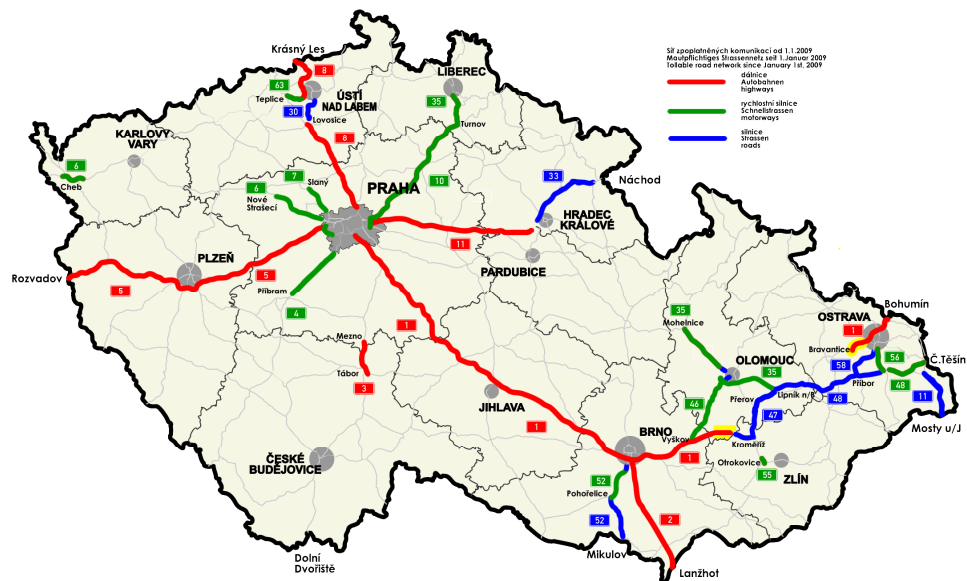 Síť zpoplatněných komunikací od 1.1.2009
Mautpflichtiges Strassennetz seit 1.Januar 2009
Tollable road network since January 1st, 2009
dálnice
Autobahnen
highways
rychlostní silnice
Schnellstrassen
motorways
silnice
Strassen
roads
Krásný Les
8
63
Teplice
ÚSTÍ
NAD LABEM
30
Lovosice
LIBEREC
35
Turnov
8
KARLOVY
VARY
6
Cheb
7
Slaný
6
Nové
Strašecí
PRAHA
10
33
Náchod
HRADEC
KRÁLOVÉ
11
PARDUBICE
Rozvadov
5
PLZEŇ
5
Příbram
4
Mezno
1
Tábor
3
JIHLAVA
1
ČESKÉ
BUDĚJOVICE
Dolní
Dvořiště
35
Mohelnice
OLOMOUC
35
Přerov
Lipník n/B
46
47
48
BRNO
Vyškov
1
Kroměříž
Otrokovice
55
ZLÍN
52
Pohořelice
52
Mikulov
2
Lanžhot
Bohumín
OSTRAVA
1
Bravantice
58
56
Č.Těšín
Příbor
48
11
Mosty u/J